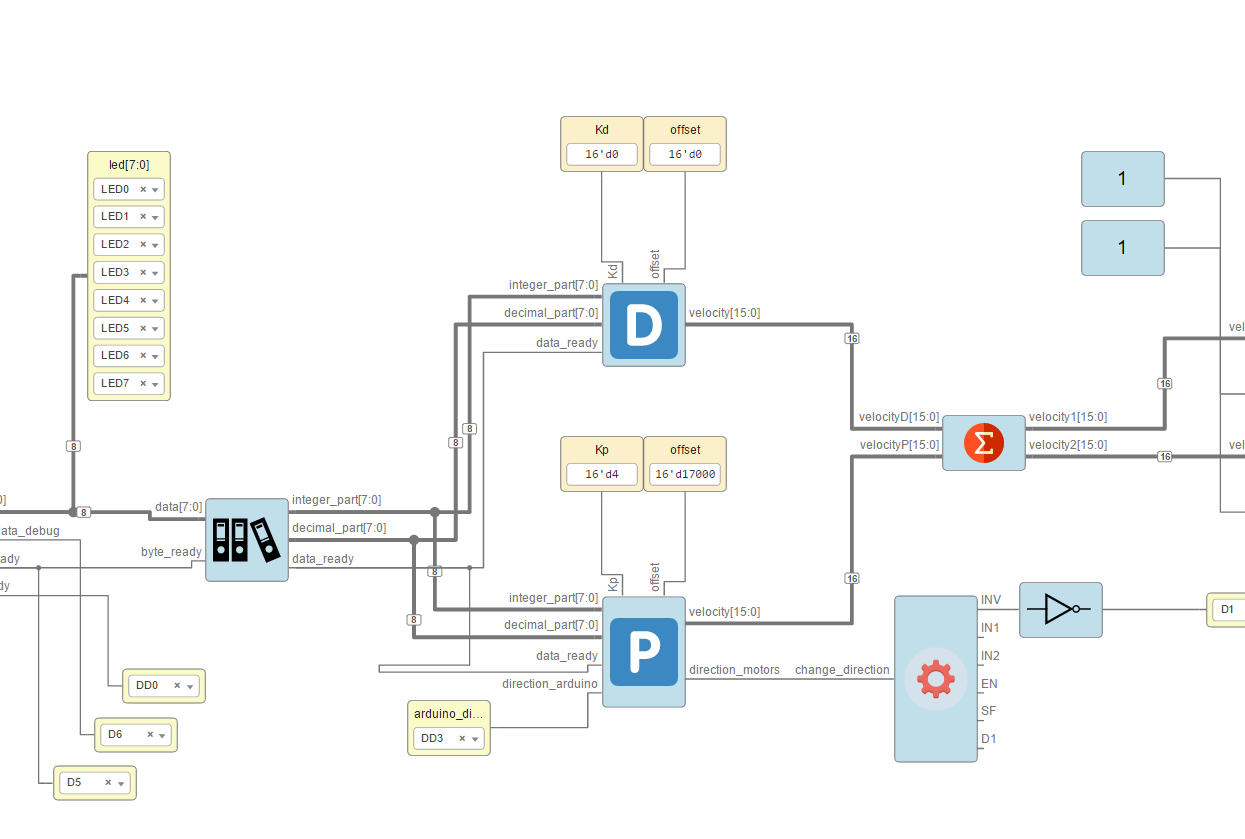 Kd
offset
16'd0
16'd0
led[7:0]
LED0 × 
LED1 ×
LED2 ×
LED3 ×
LED4 ×
LED5 ×
LED6 ×
LED7 ×
1
1
Kd
offset
integer_part[7:0]
decimal_part[7:0]
data_ready
D
velocity[15:0]
16
8
8
8
16
vel
Kp
offset
16'd4
16'd17000
velocityD[15:0]
velocityP[15:0]
Σ
velocity1[15:0]
velocity2[15:0]
16
vel
0]
8
data[7:0]
byte_ready
integer_part[7:0]
decimal_part[7:0]
data_ready
ata_debug
ady
dy
8
8
Kp
offset
integer_part[7:0]
decimal_part[7:0]
data_ready
direction_arduino
P
velocity[15:0]
direction_motors
16
change_direction
INV
IN1
IN2
EN
SF
D1
D1
DD0 ×
D6 ×
D5 ×
arduino_di...
DD3 ×